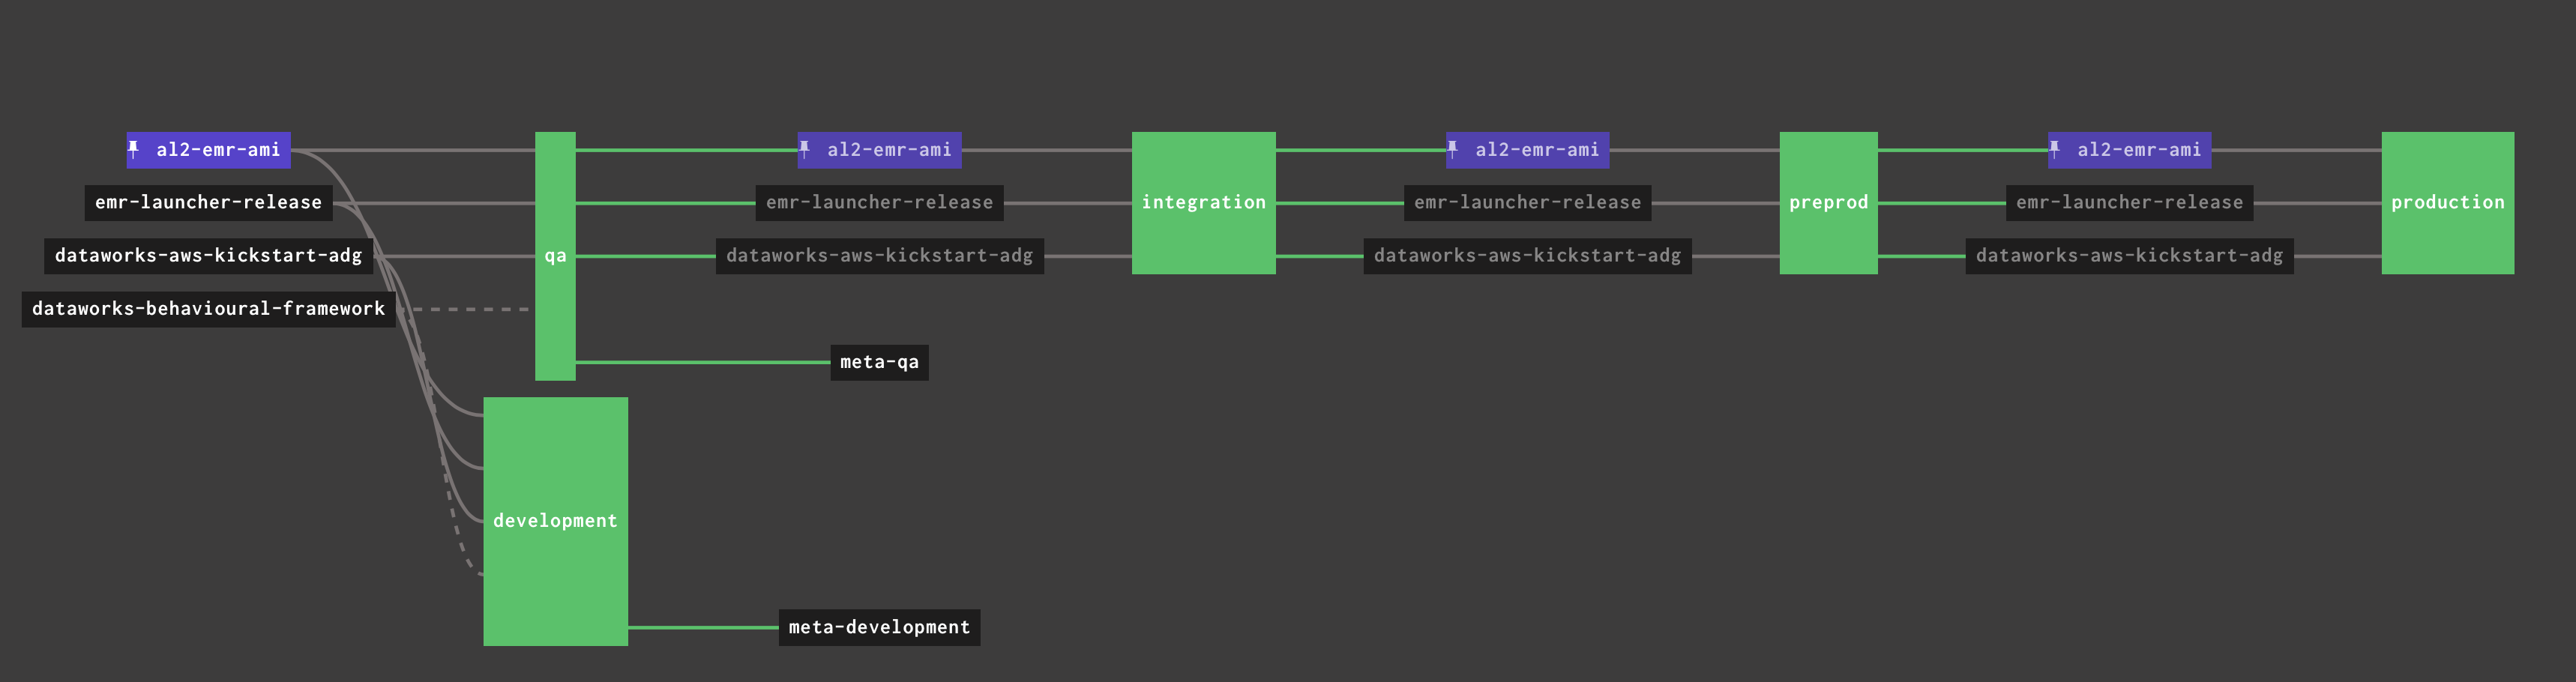 al2-emr-ami
al2-emr-ami
al2-emr-ami
al2-emr-ami
emr-launcher-release
emr-launcher-release
integration
emr-launcher-release
preprod
emr-launcher-release
production
dataworks-aws-kickstart-adg
qa
dataworks-aws-kickstart-adg
dataworks-aws-kickstart-adg
dataworks-aws-kickstart-adg
dataworks-behavioural-framework
meta-qa
development
meta-development